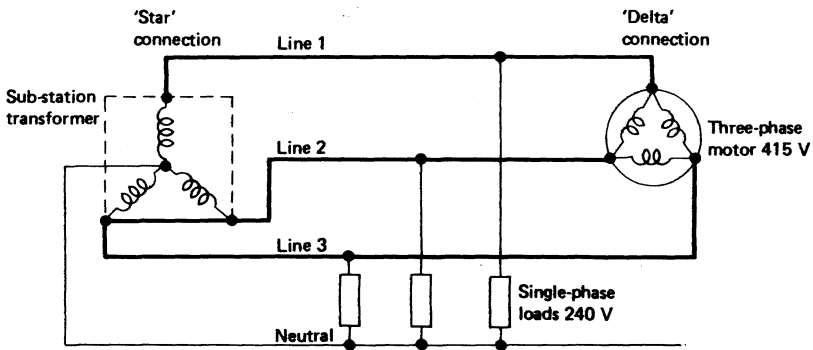 'Star'
connection
Line 1
'Delta'
connection
Sub-station
transformer
Line 2
Three-phase
motor 415 V
Line 3
Single-phase
loads 240 V
Neutral